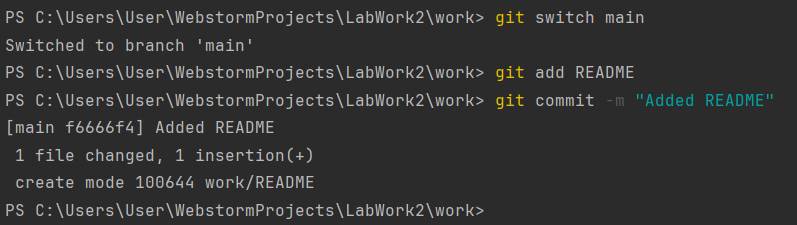 PS C:\Users\User\WebstormProjects\LabWork2\work> git switch main
Switched to branch 'main'
PS C:\Users\User\WebstormProjects\LabWork2\work> git add README
PS C:\Users\User\WebstormProjects\LabWork2\work> git commit -m "Added README"
[main f6666f4] Added README
 1 file changed, 1 insertion(+)
 create mode 100644 work/README
PS C:\Users\User\WebstormProjects\LabWork2\work>